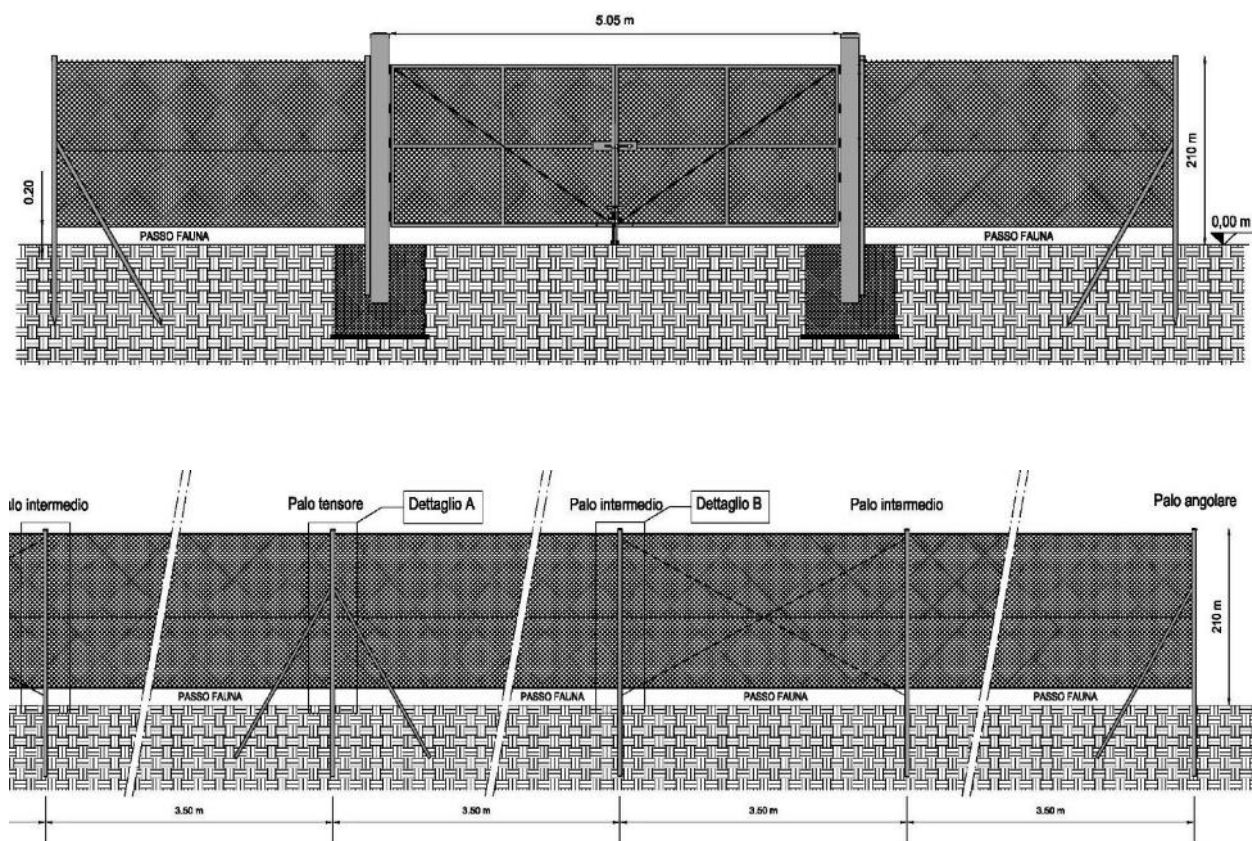 5.05 m
0.20
210 m
0,00 m
PASSO FAUNA
PASSO FAUNA
alo intermedio
Palo tensore
Dettaglio A
Palo intermedio
Dettaglio B
Palo intermedio
Palo angolare
210 m
PASSO FAUNA
PASSO FAUNA
PASSO FAUNA
PASSO FAUNA
3.50 m
3.50 m
3.50 m
3.50 m